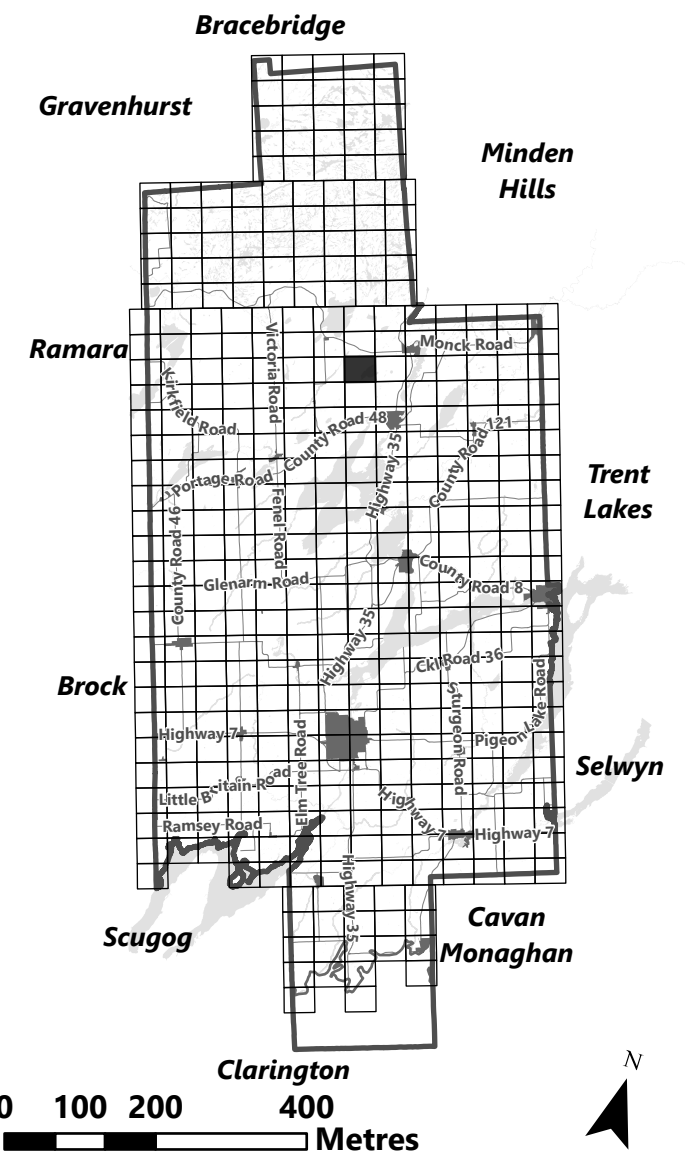 Bracebridge
Gravenhurst
Minden
Hills
Ramara
Monck Road
Victoria Road
Kirkfield Road
County Road 48
Highway 35
County Road 121
Portage Road
Trent
Lakes
Fenel Road
County Road 46
Glenarm Road
County Road 8
Highway 35
Ckl Road 36
Brock
Sturgeon Road
Pigeon Lake Road
Highway 7
Elm Tree Road
Selwyn
Little Britain Road
Highway 7
Highway 7
Ramsey Road
Highway 35
Scugog
Cavan
Monaghan
Clarington
N
0 100 200 400
Metres